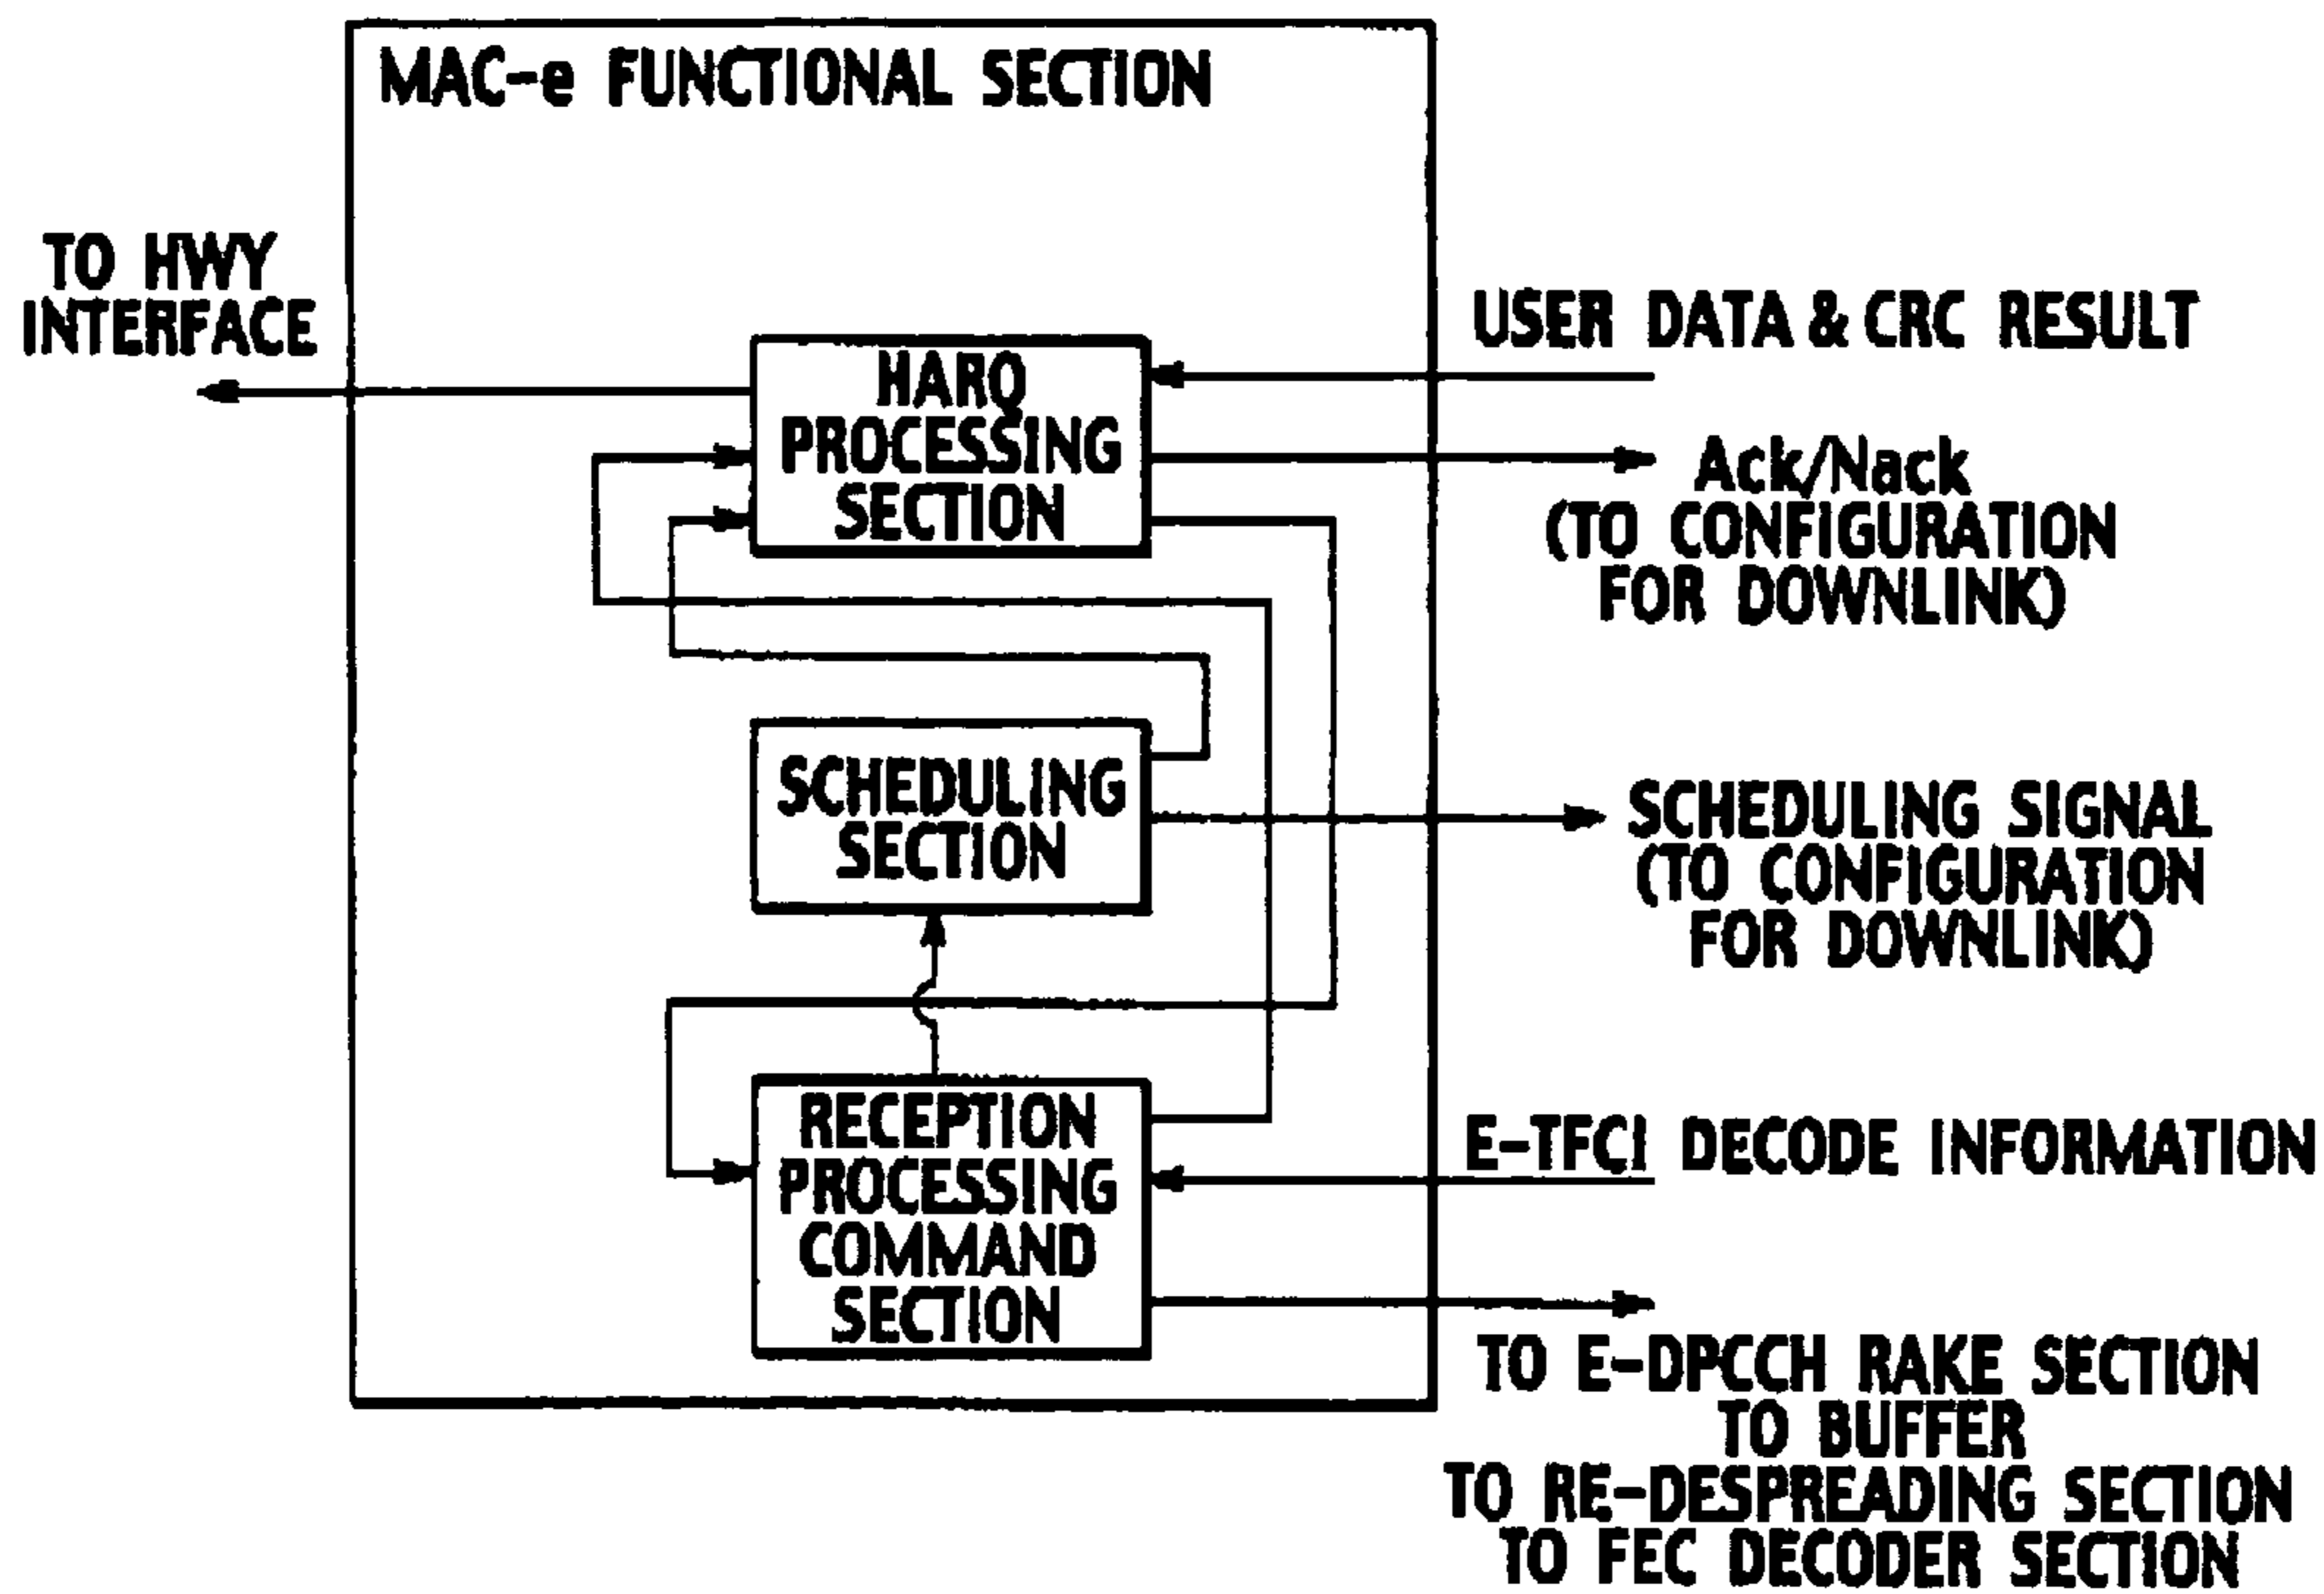 MAC-e FUNCTIONAL SECTION
TO HWY
INTERFACE
USER DATA & CRC RESULT
HARQ
PROCESSING
SECTION
Ack/Nack
(TO CONFIGURATION
FOR DOWNLINK)
SCHEDULING
SECTION
SCHEDULING SIGNAL
(TO CONFIGURATION
FOR DOWNLINK)
RECEPTION
PROCESSING
COMMAND
SECTION
E-TFCI DECODE INFORMATION
TO E-DPCCH RAKE SECTION
TO BUFFER
TO RE-DESPREADING SECTION
TO FEC DECODER SECTION